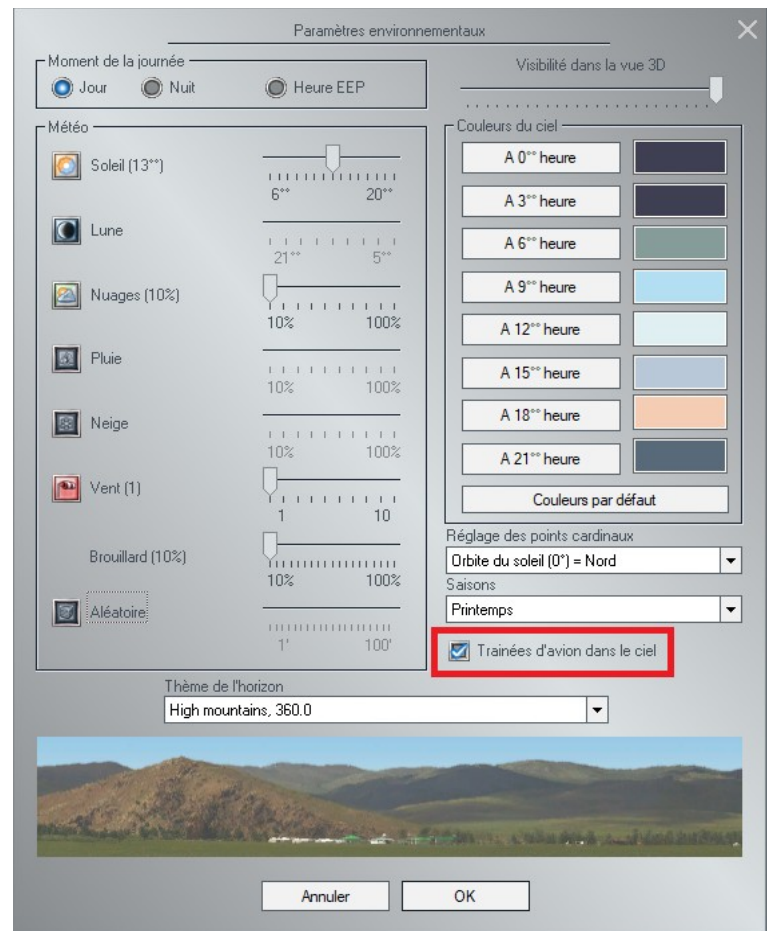 Paramètres environnementaux
Moment de la journée
Jour
Nuit
Heure EEP
Visibilité dans la vue 3D
Météo
Soleil (13°°)
6°° 20°°
Lune
21°° 5°°
Nuages (10%)
10% 100%
Pluie
10% 100%
Neige
10% 100%
Vent (1)
1 10
Brouillard (10%)
10% 100%
Aléatoire
1' 100'
Couleurs du ciel
A 0°° heure
A 3°° heure
A 6°° heure
A 9°° heure
A 12°° heure
A 15°° heure
A 18°° heure
A 21°° heure
Couleurs par défaut
Réglage des points cardinaux
Orbite du soleil (0°) = Nord
Saisons
Printemps
Trainées d'avion dans le ciel
Thème de l'horizon
High mountains, 360.0
Annuler
OK